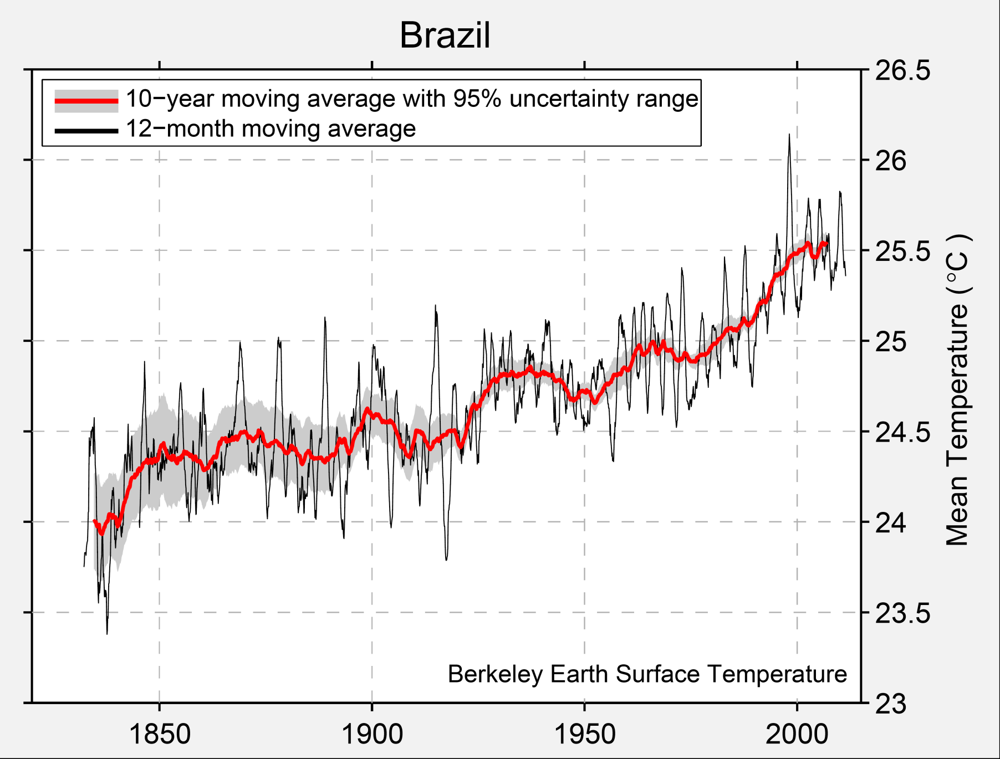 Brazil
10−year moving average with 95% uncertainty range
12−month moving average
26.5
26
25.5
25
24.5
24
23.5
23
Mean Temperature (°C )
Berkeley Earth Surface Temperature
1850 1900 1950 2000